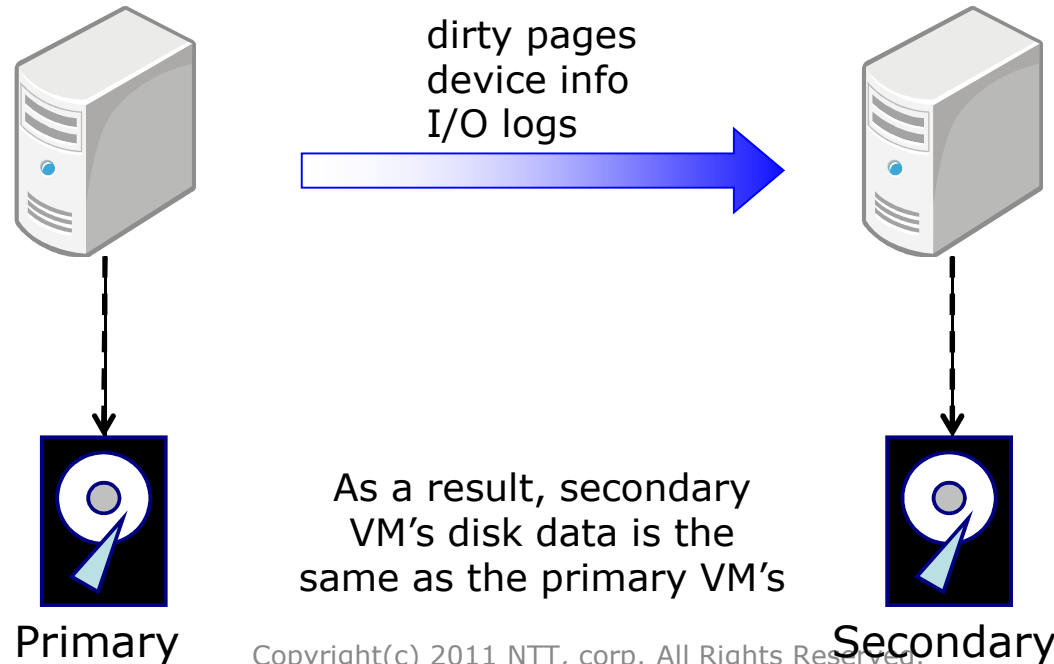 dirty pages
device info
I/O logs
As a result, secondary
VM’s disk data is the
same as the primary VM’s
Primary
Copyright(c) 2011 NTT, corp. All Rights Reserved.
Secondary